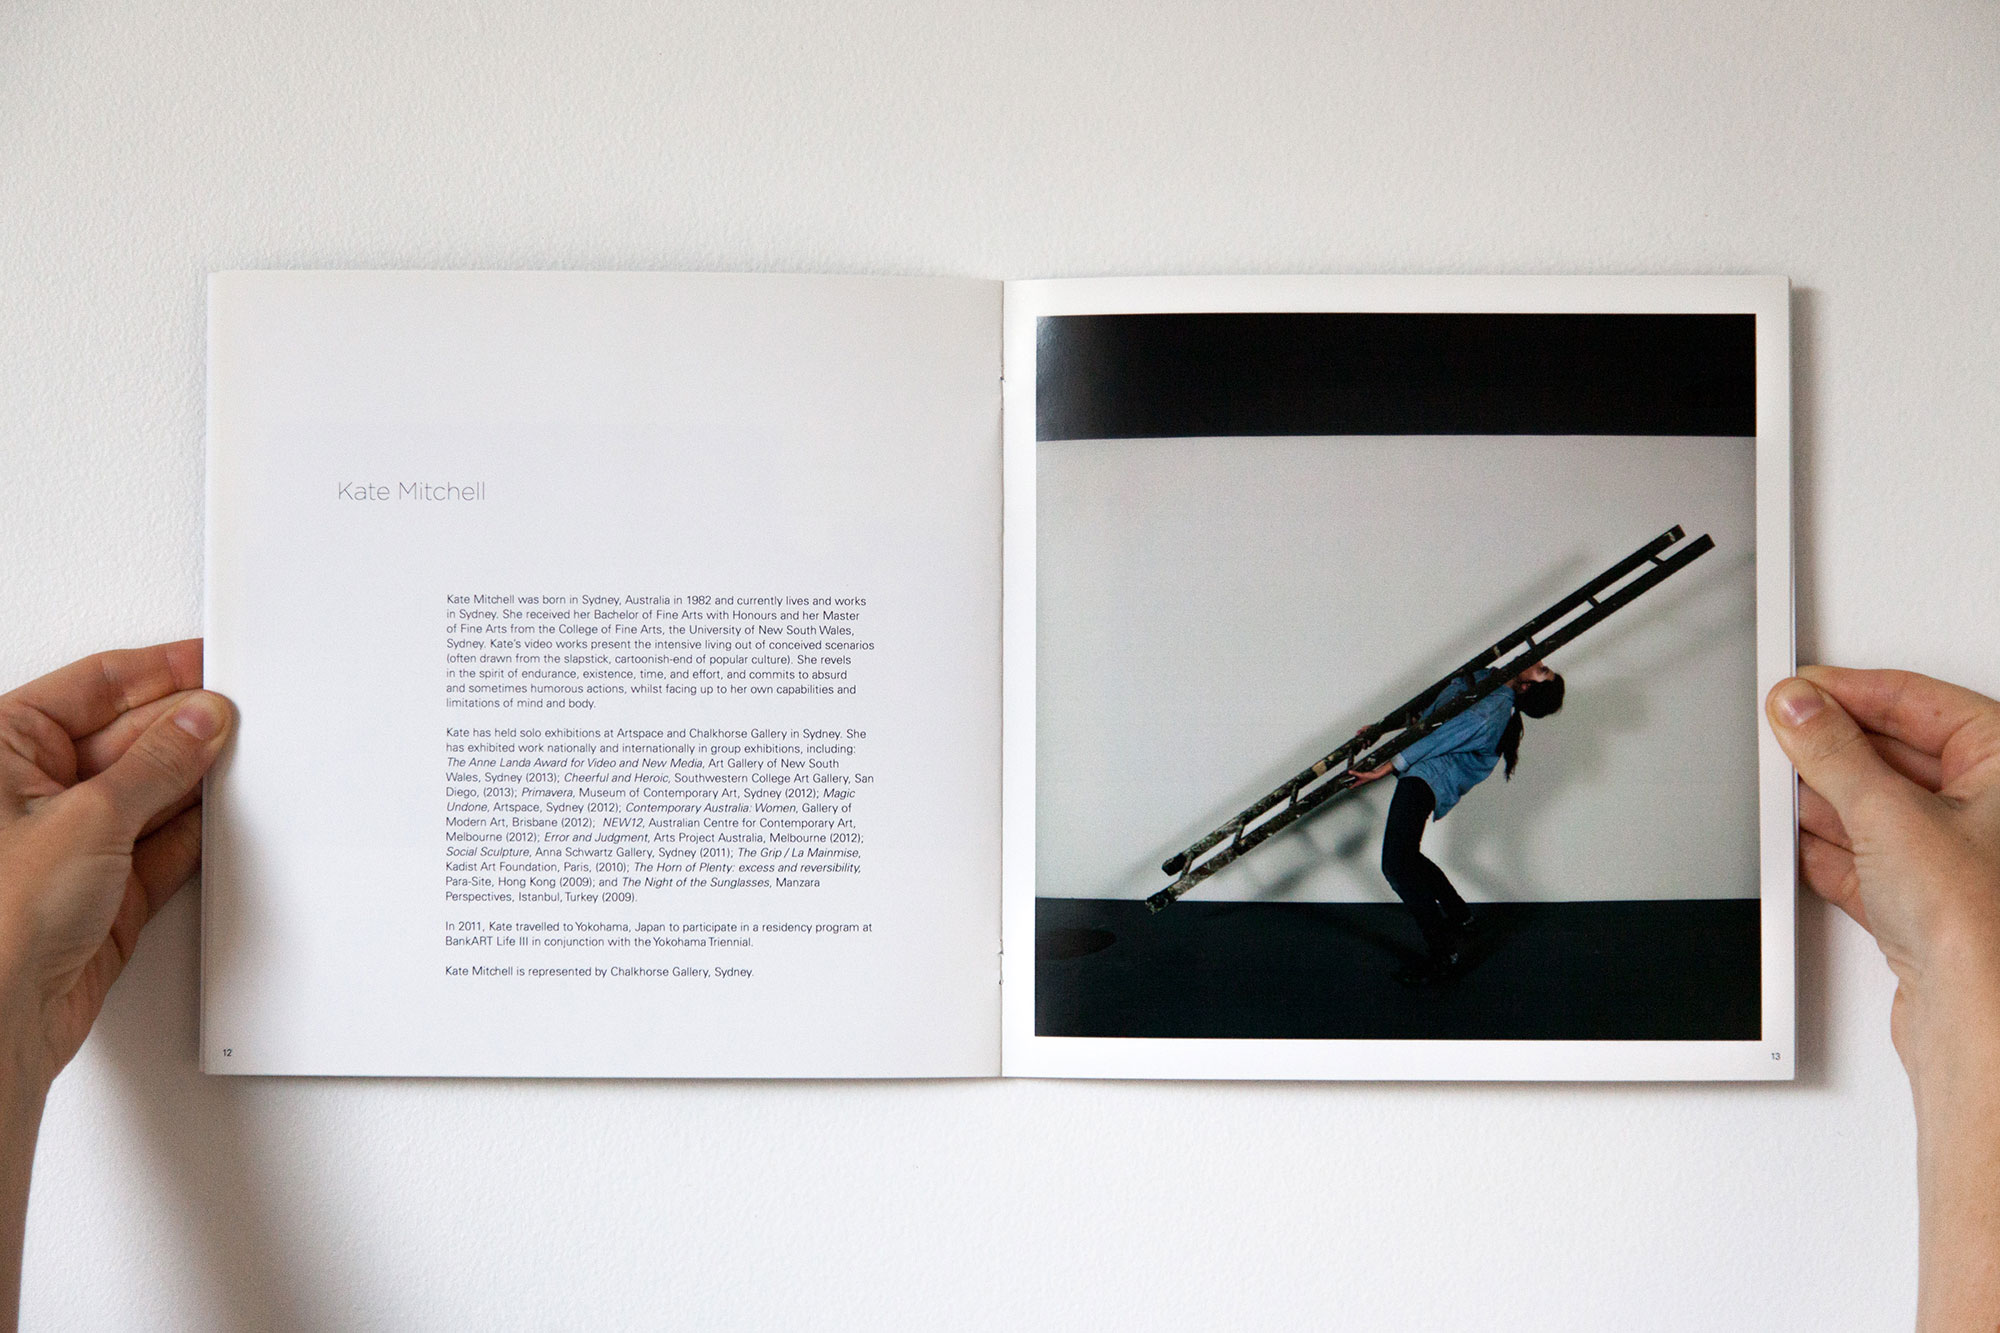 Kate Mitchell
Kate Mitchell was born in Sydney, Australia in 1982 and currently lives and works
in Sydney. She received her Bachelor of Fine Arts with Honours and her Master
of Fine Arts from the College of Fine Arts, the University of New South Wales,
Sydney. Kate's video works present the intensive living out of conceived scenarios
(often drawn from the slapstick, cartoonish-end of popular culture). She revels
in the spirit of endurance, existence, time, and effort, and commits to absurd
and sometimes humorous actions, whilst facing up to her own capabilities and
limitations of mind and body.
Kate has held solo exhibitions at Artspace and Chalkhorse Gallery in Sydney. She
has exhibited work nationally and internationally in group exhibitions, including:
The Anne Landa Award for Video and New Media, Art Gallery of New South
Wales, Sydney (2013); Cheerful and Heroic, Southwestern College Art Gallery, San
Diego, (2013); Primavera, Museum of Contemporary Art, Sydney (2012); Magic
Undone, Artspace, Sydney (2012); Contemporary Australia: Women, Gallery of
Modern Art, Brisbane (2012); NEW12, Australian Centre for Contemporary Art,
Melbourne (2012); Error and Judgment, Arts Project Australia, Melbourne (2012);
Social Sculpture, Anna Schwartz Gallery, Sydney (2011); The Grip / La Mainmise,
Kadist Art Foundation, Paris, (2010); The Horn of Plenty: excess and reversibility,
Para-Site, Hong Kong (2009); and The Night of the Sunglasses, Manzara
Perspectives, Istanbul, Turkey (2009).
In 2011, Kate travelled to Yokohama, Japan to participate in a residency program at
BankART Life III in conjunction with the Yokohama Triennial.
Kate Mitchell is represented by Chalkhorse Gallery, Sydney.
12
13